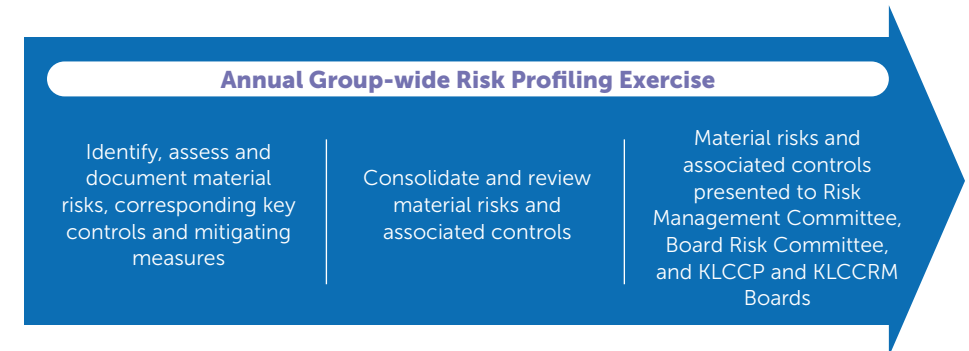 Annual Group-wide Risk Profiling Exercise
Identify, assess and
document material
risks, corresponding key
controls and mitigating
measures
Consolidate and review
material risks and
associated controls
Material risks and
associated controls
presented to Risk
Management Committee,
Board Risk Committee,
and KLCCP and KLCCRM
Boards